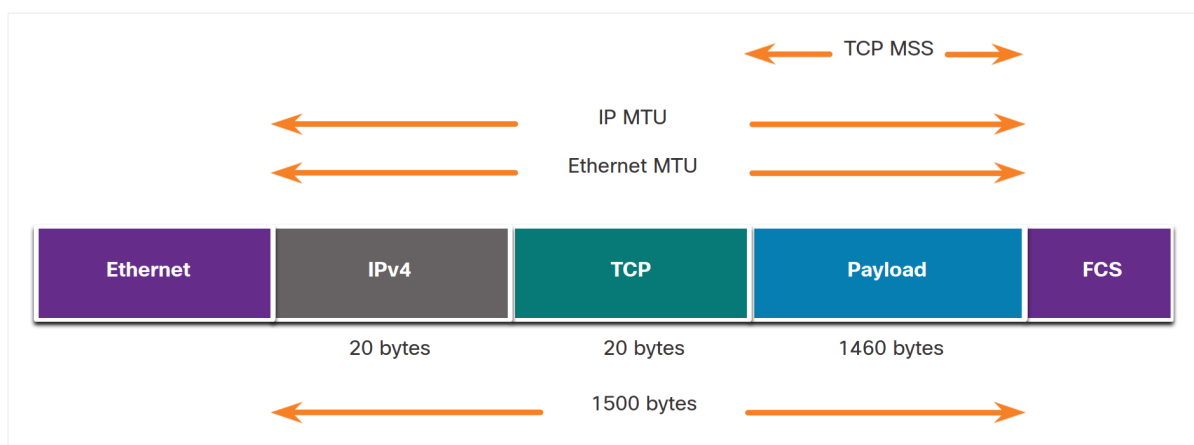 TCP MSS
IP MTU
Ethernet MTU
Ethernet IPv4 TCP Payload FCS
20 bytes 20 bytes 1460 bytes
1500 bytes